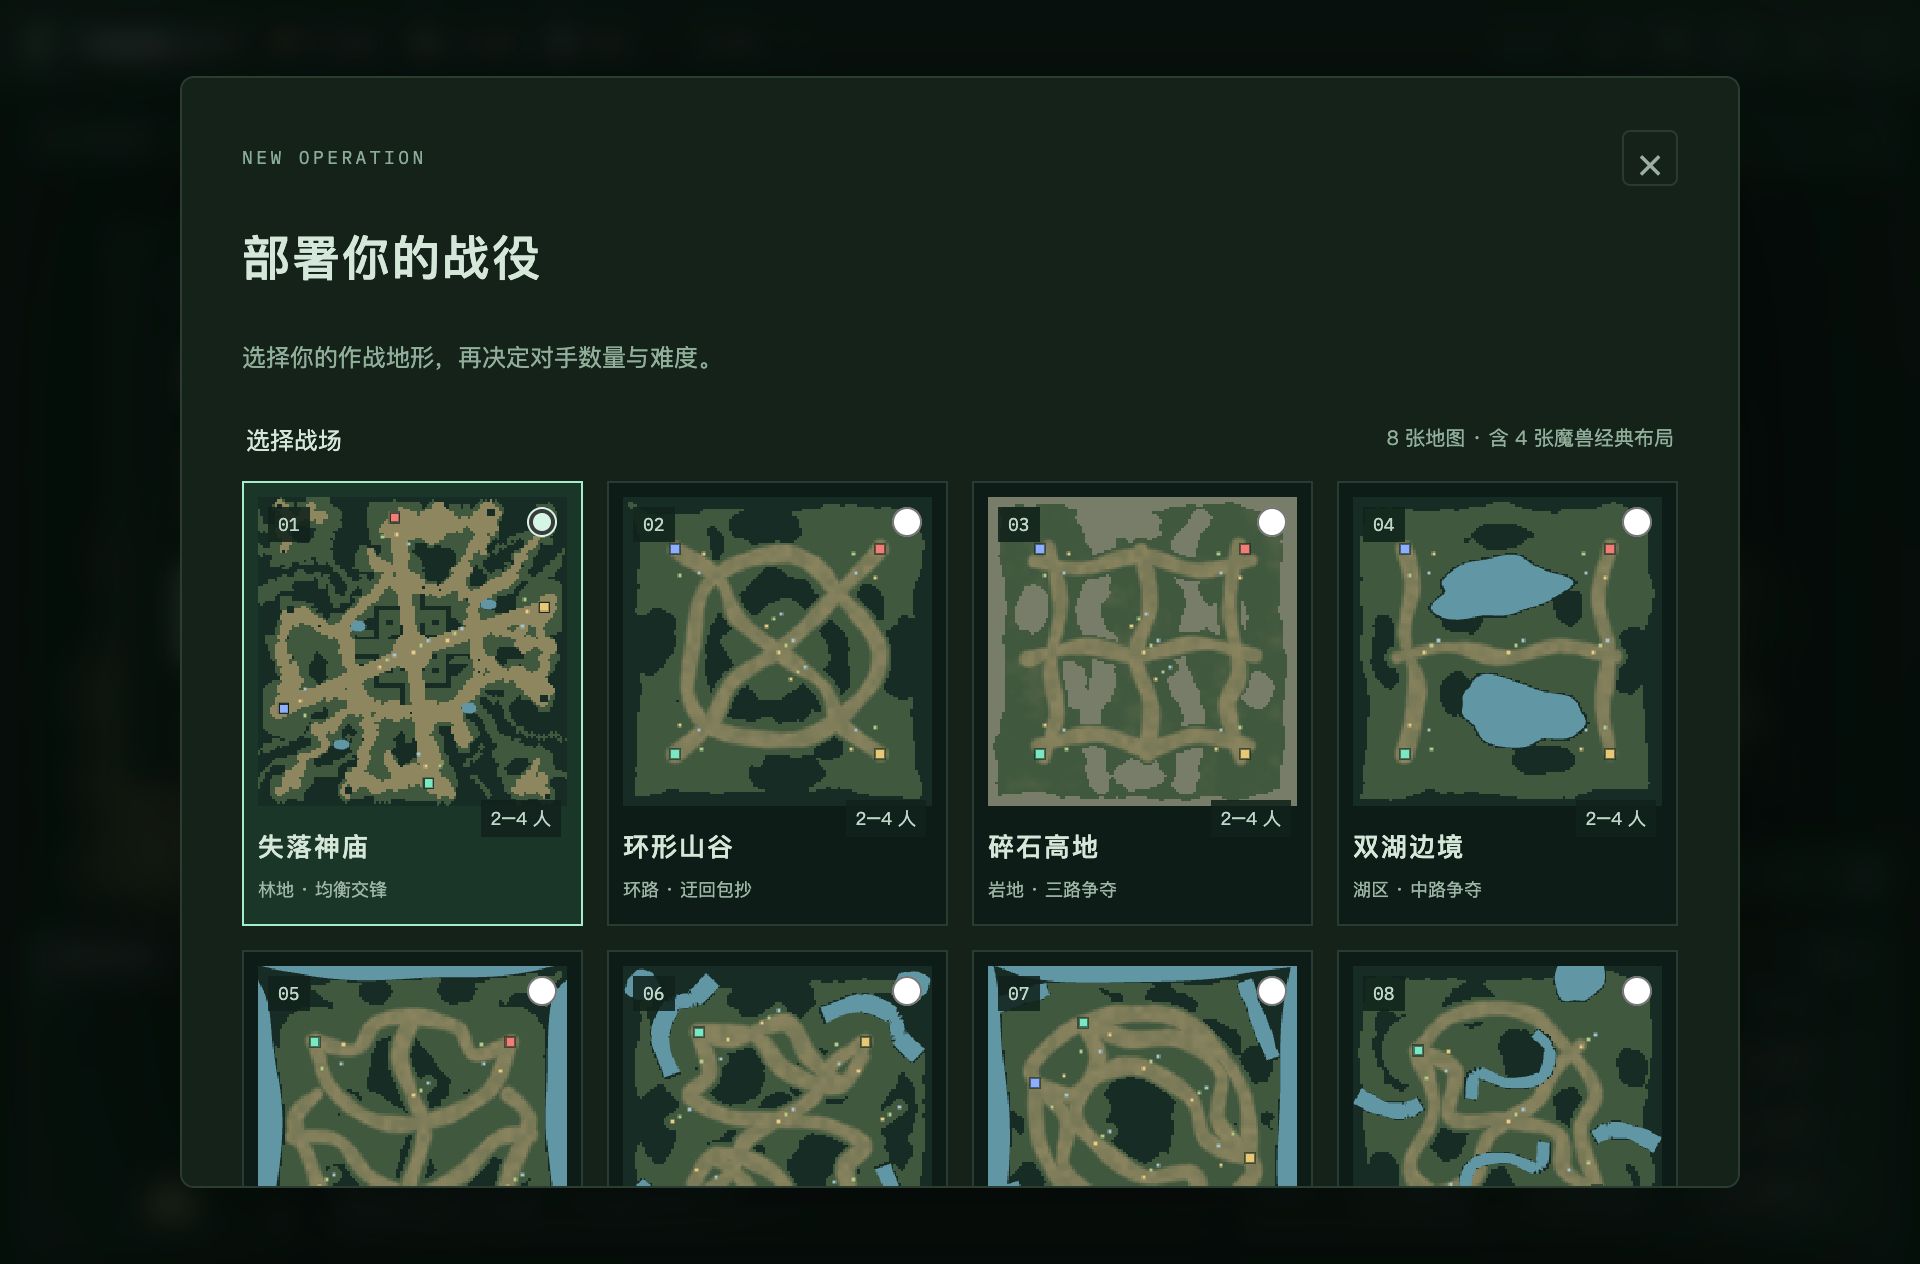 NEW OPERATION
部署你的战役
选择你的作战地形，再决定对手数量与难度。
选择战场
8 张地图 · 含 4 张魔兽经典布局
01
2–4 人
失落神庙
林地 · 均衡交锋
02
2–4 人
环形山谷
环路 · 迂回包抄
03
2–4 人
碎石高地
岩地 · 三路争夺
04
2–4 人
双湖边境
湖区 · 中路争夺
05
06
07
08